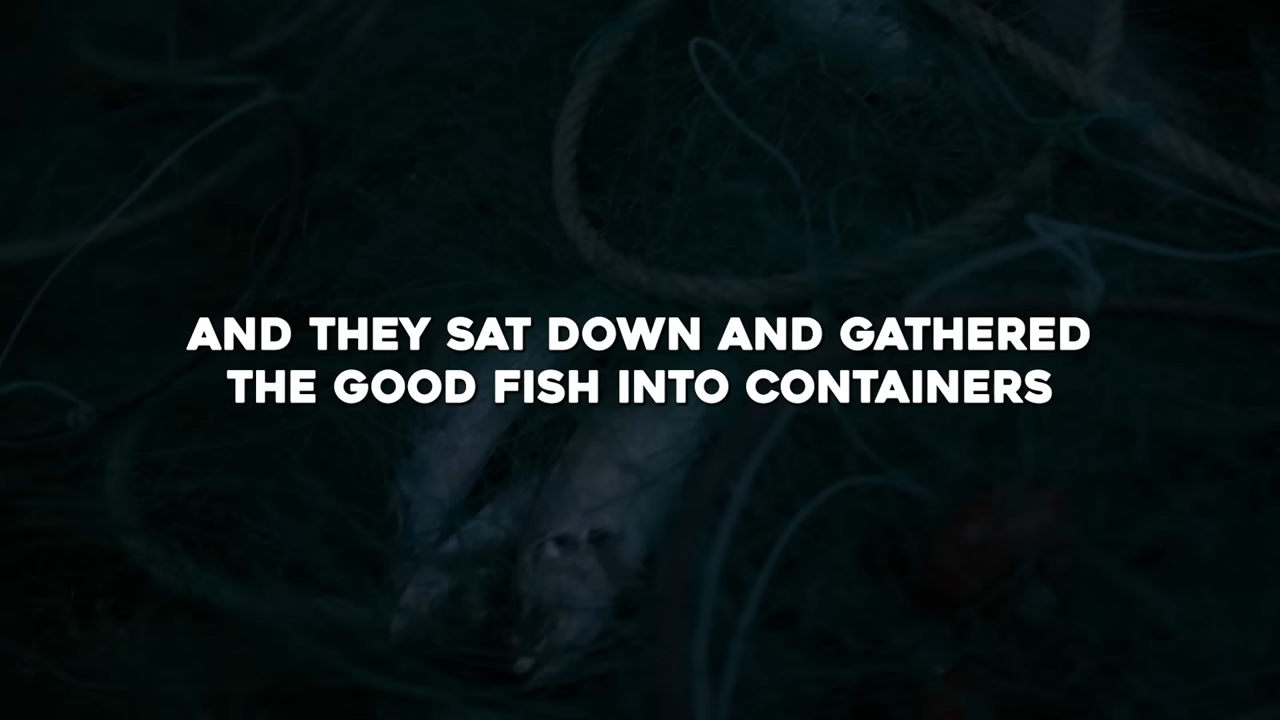 AND THEY SAT DOWN AND GATHERED
THE GOOD FISH INTO CONTAINERS